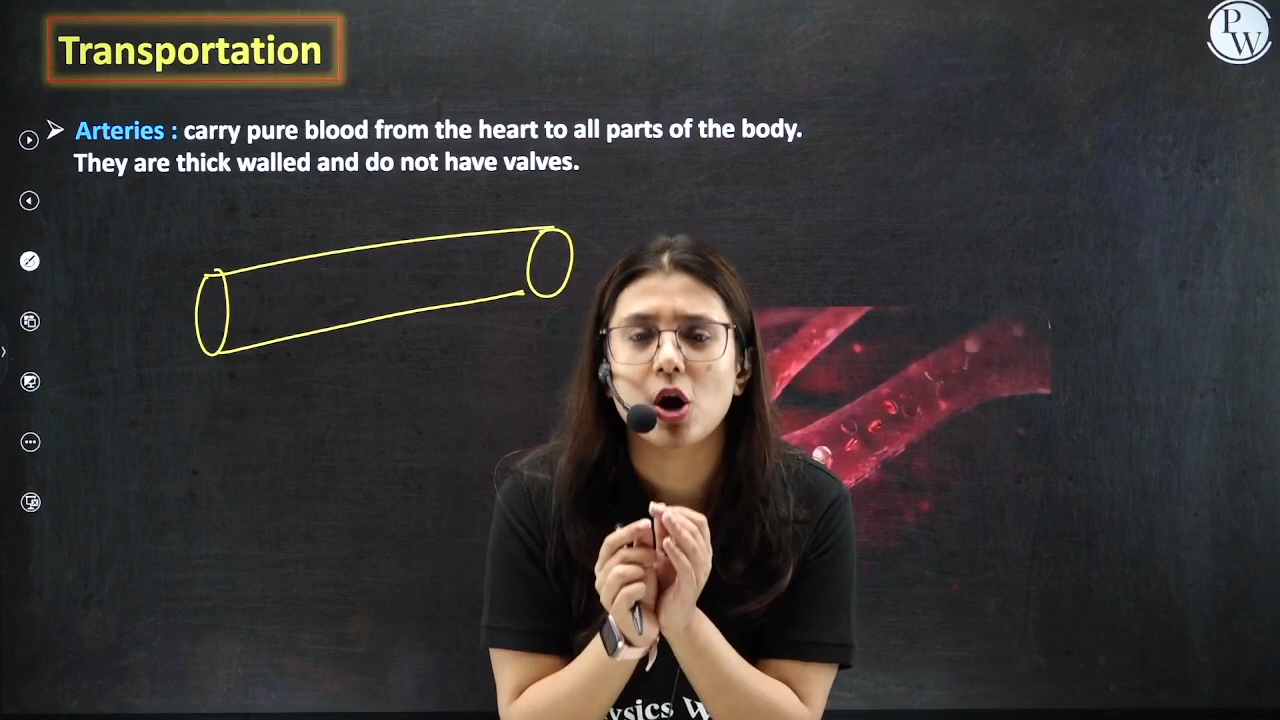 Transportation
PW
➢ Arteries : carry pure blood from the heart to all parts of the body.
They are thick walled and do not have valves.
ysics W